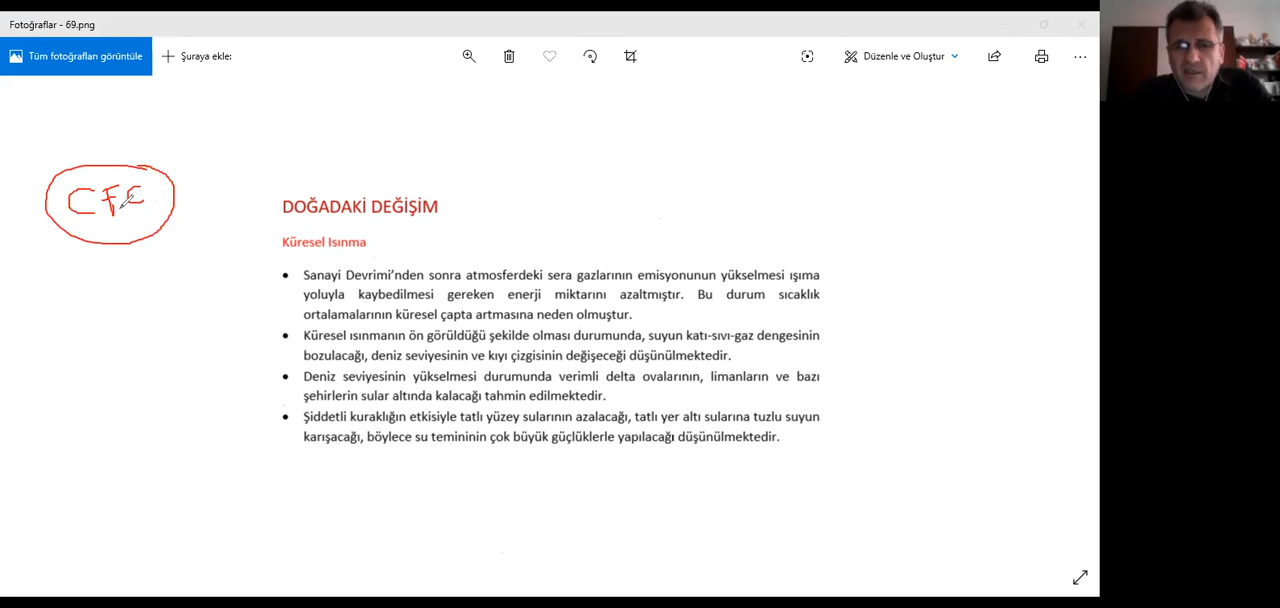 Fotoğraflar - 69.png
Tüm fotoğrafları görüntüle
Şuraya ekle:
Düzenle ve Oluştur
CFC
DOĞADAKİ DEĞİŞİM
Küresel Isınma
• Sanayi Devrimi’nden sonra atmosferdeki sera gazlarının emisyonunun yükselmesi ışıma
yoluyla kaybedilmesi gereken enerji miktarını azaltmıştır. Bu durum sıcaklık
ortalamalarının küresel çapta artmasına neden olmuştur.
• Küresel ısınmanın ön görüldüğü şekilde olması durumunda, suyun katı-sıvı-gaz dengesinin
bozulacağı, deniz seviyesinin ve kıyı çizgisinin değişeceği düşünülmektedir.
• Deniz seviyesinin yükselmesi durumunda verimli delta ovalarının, limanların ve bazı
şehirlerin sular altında kalacağı tahmin edilmektedir.
• Şiddetli kuraklığın etkisiyle tatlı yüzey sularının azalacağı, tatlı yer altı sularına tuzlu suyun
karışacağı, böylece su temininin çok büyük güçlüklerle yapılacağı düşünülmektedir.